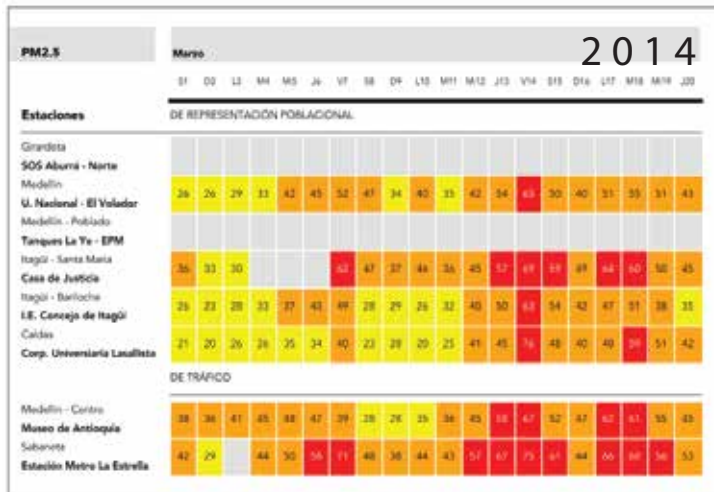 PM2.5 Marzo 2014
S1 D2 L3 M4 Mi5 J6 V7 S8 D9 L10 M11 Mi12 J13 V14 S15 D16 L17 M18 Mi19 J20
Estaciones DE REPRESENTACIÓN POBLACIONAL
Girardota
SOS Aburrá - Norte
Medellín
U. Nacional - El Volador 26 26 29 33 42 45 52 47 34 40 35 42 54 63 50 40 51 55 51 43
Medellín - Poblado
Tanques La Ye - EPM
Itagüí - Santa María
Casa de Justicia 36 33 30 62 47 37 46 36 45 57 69 59 49 64 60 50 45
Itagüí - Bariloche
I.E. Concejo de Itagüí 26 23 28 33 37 43 49 28 29 26 32 40 50 63 54 42 47 51 38 35
Caldas
Corp. Universiaria Lasallista 21 20 26 26 35 34 40 23 28 20 25 41 45 76 48 40 48 59 51 42
DE TRÁFICO
Medellín - Centro
Museo de Antioquia 38 36 41 45 48 47 39 28 28 35 36 45 58 67 52 47 62 61 55 45
Sabaneta
Estación Metro La Estrella 42 29 44 50 56 71 48 38 44 43 57 67 75 61 44 66 56 53